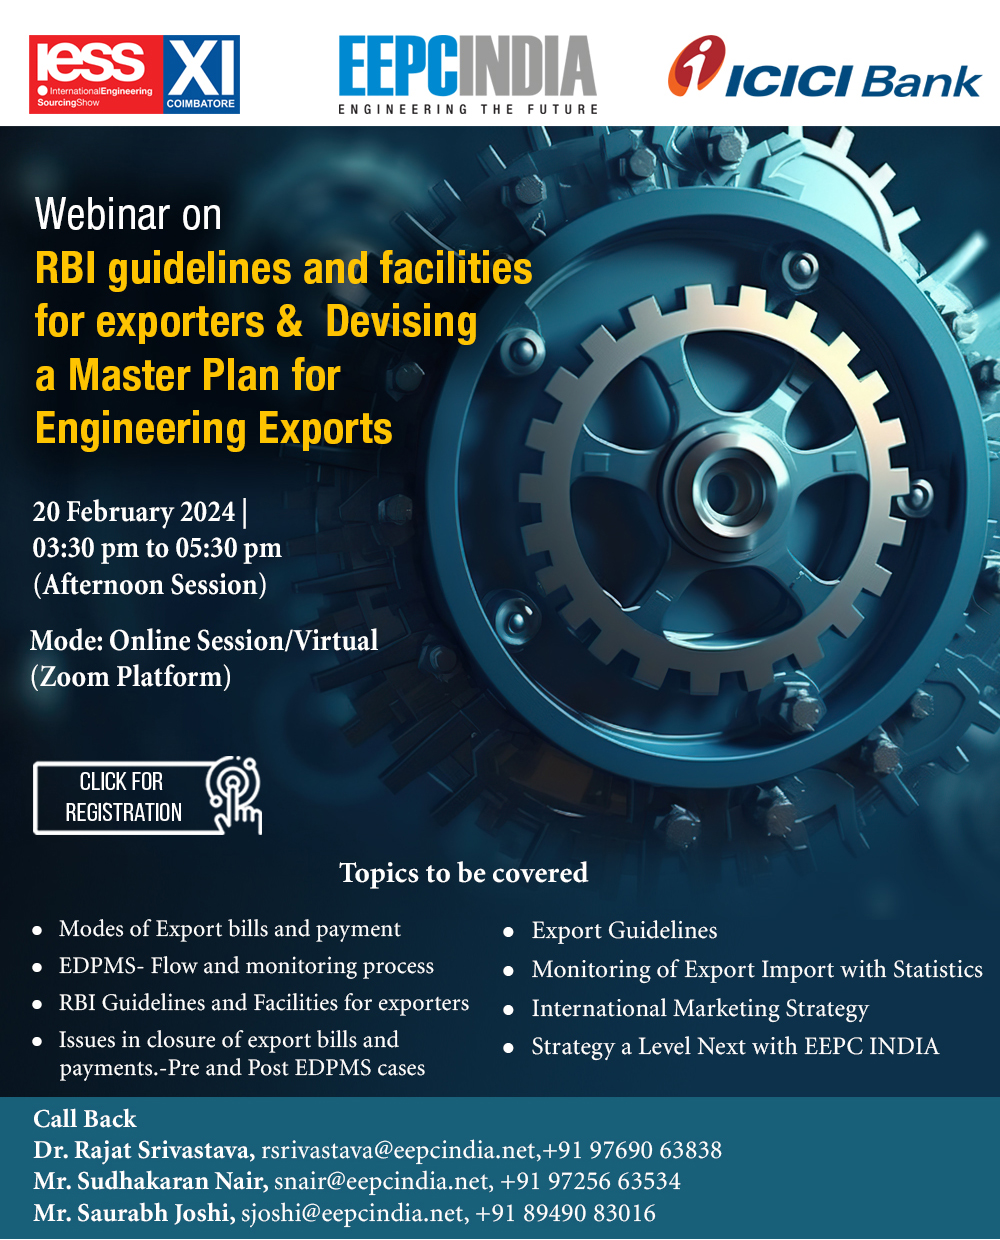 iess
InternationalEngineering
SourcingShow
XI
COIMBATORE
EEPCINDIA
ENGINEERING THE FUTURE
i ICICI Bank
Webinar on
RBI guidelines and facilities
for exporters & Devising
a Master Plan for
Engineering Exports
20 February 2024 |
03:30 pm to 05:30 pm
(Afternoon Session)
Mode: Online Session/Virtual
(Zoom Platform)
CLICK FOR
REGISTRATION
Topics to be covered
• Modes of Export bills and payment
• EDPMS- Flow and monitoring process
• RBI Guidelines and Facilities for exporters
• Issues in closure of export bills and
payments.-Pre and Post EDPMS cases
• Export Guidelines
• Monitoring of Export Import with Statistics
• International Marketing Strategy
• Strategy a Level Next with EEPC INDIA
Call Back
Dr. Rajat Srivastava, rsrivastava@eepcindia.net,+91 97690 63838
Mr. Sudhakaran Nair, snair@eepcindia.net, +91 97256 63534
Mr. Saurabh Joshi, sjoshi@eepcindia.net, +91 89490 83016